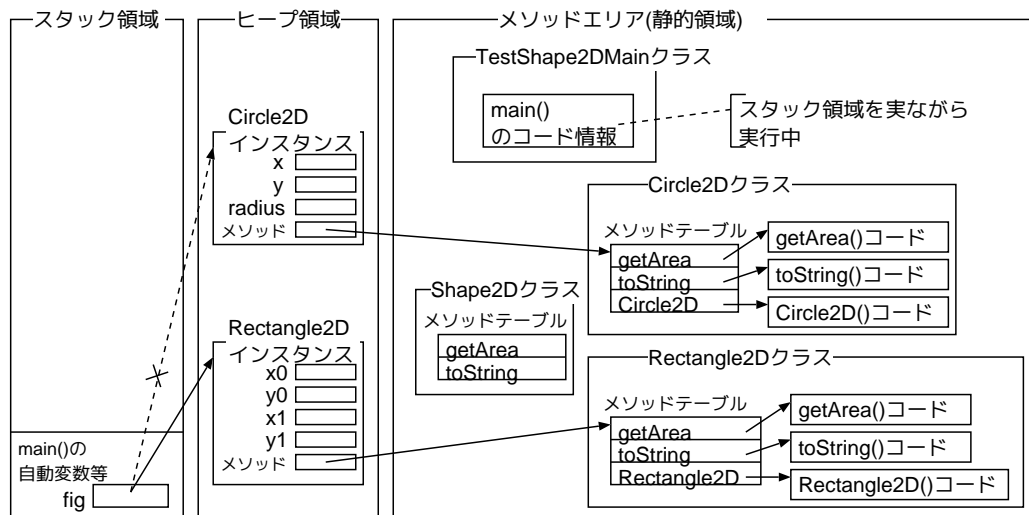 スタック領域
ヒープ領域
メソッドエリア(静的領域)
TestShape2DMainクラス
main()
のコード情報
スタック領域を実ながら
実行中
Circle2D
インスタンス
x
y
radius
メソッド
Circle2Dクラス
メソッドテーブル
getArea
toString
Circle2D
getArea()コード
toString()コード
Circle2D()コード
Shape2Dクラス
メソッドテーブル
getArea
toString
Rectangle2D
インスタンス
x0
y0
x1
y1
メソッド
Rectangle2Dクラス
メソッドテーブル
getArea
toString
Rectangle2D
getArea()コード
toString()コード
Rectangle2D()コード
main()の
自動変数等
fig